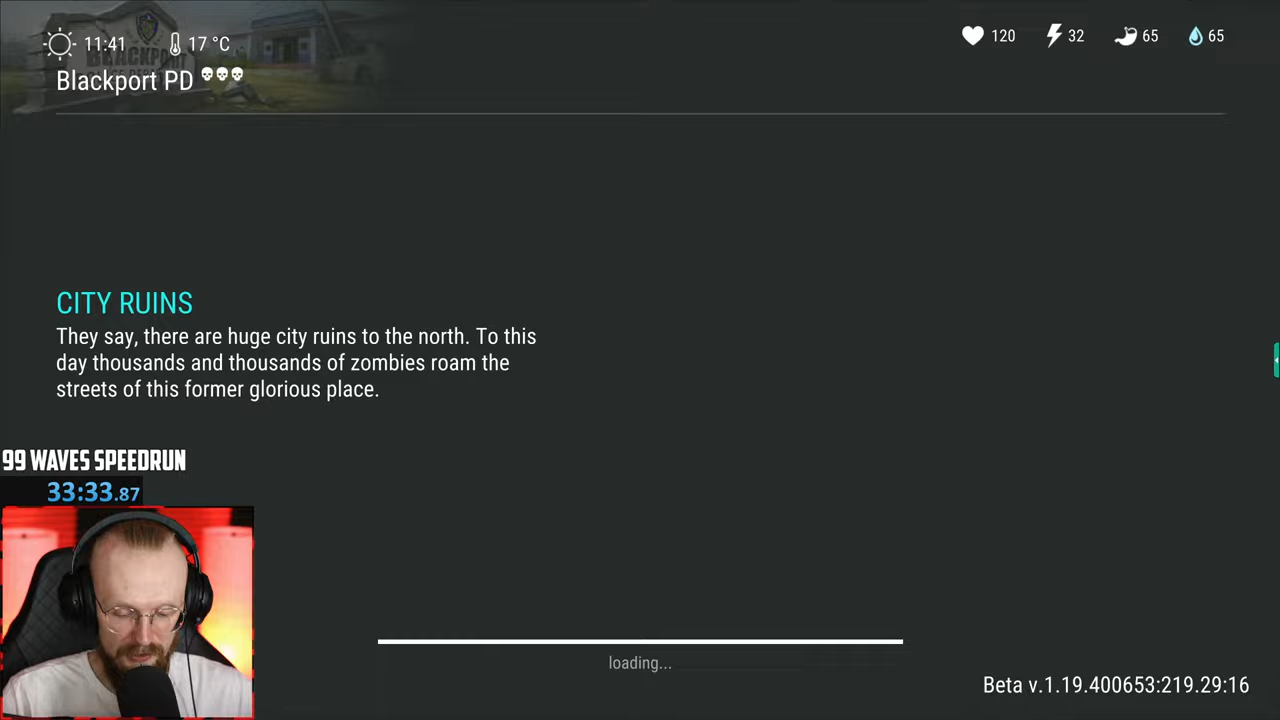 11:41 17 °C
120 32 65 65
Blackport PD
BLACKPORT
CITY RUINS
They say, there are huge city ruins to the north. To this
day thousands and thousands of zombies roam the
streets of this former glorious place.
99 WAVES SPEEDRUN
33:33.87
loading...
Beta v.1.19.400653:219.29:16